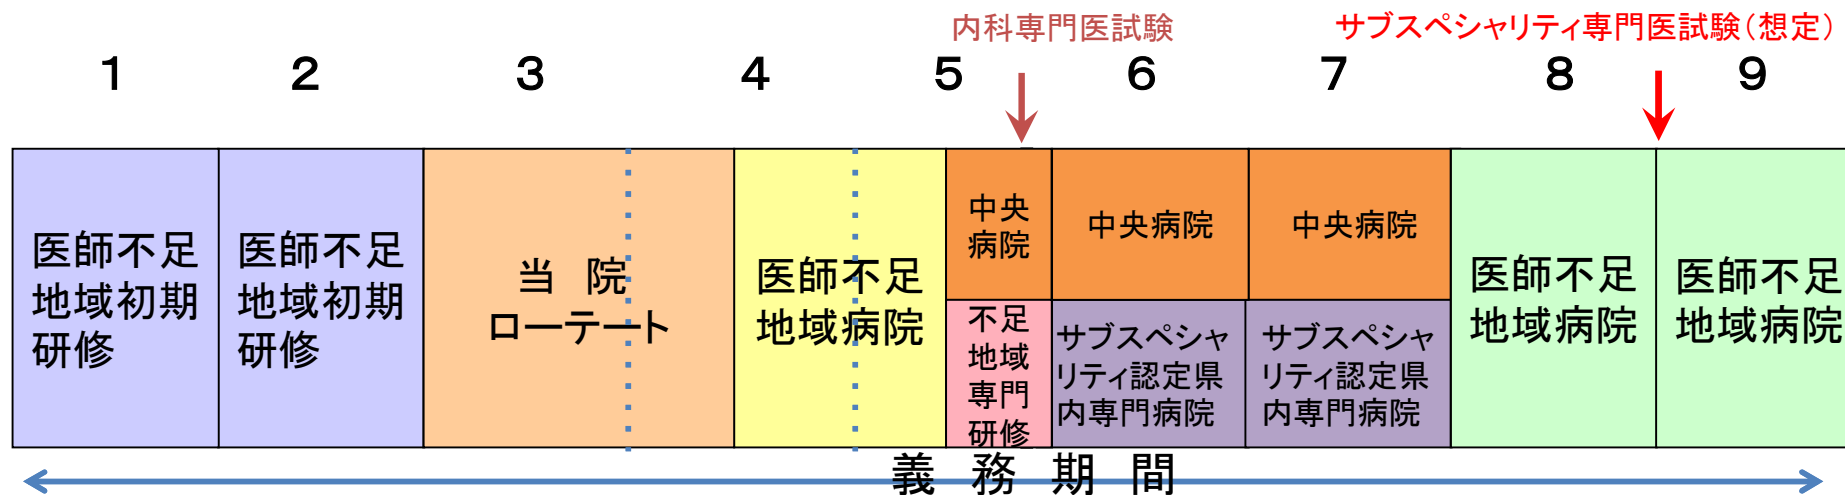 内科専門医試験
サブスペシャリティ専門医試験(想定)
1 2 3 4 5 6 7 8 9
医師不足
地域初期
研修
医師不足
地域初期
研修
当 院
ローテート
医師不足
地域病院
中央
病院
不足
地域
専門
研修
中央病院
サブスペシャ
リティ認定県
内専門病院
中央病院
サブスペシャ
リティ認定県
内専門病院
医師不足
地域病院
医師不足
地域病院
義 務 期 間